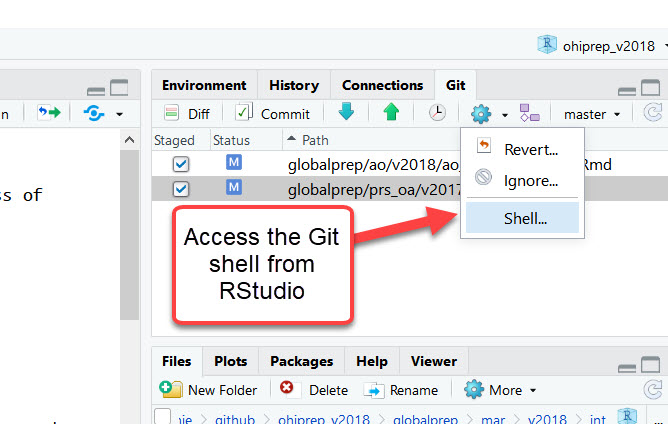 ohiprep_v2018
Environment History Connections Git
n Diff Commit master
Staged Status Path
M globalprep/ao/v2018/ao/ Rmd
M globalprep/prs_oa/v2017
Revert...
Ignore...
Shell...
s of
Access the Git
shell from
RStudio
Files Plots Packages Help Viewer
New Folder Delete Rename More
github > ohiprep_v2018 > globalprep > mar > v2018 > int ...